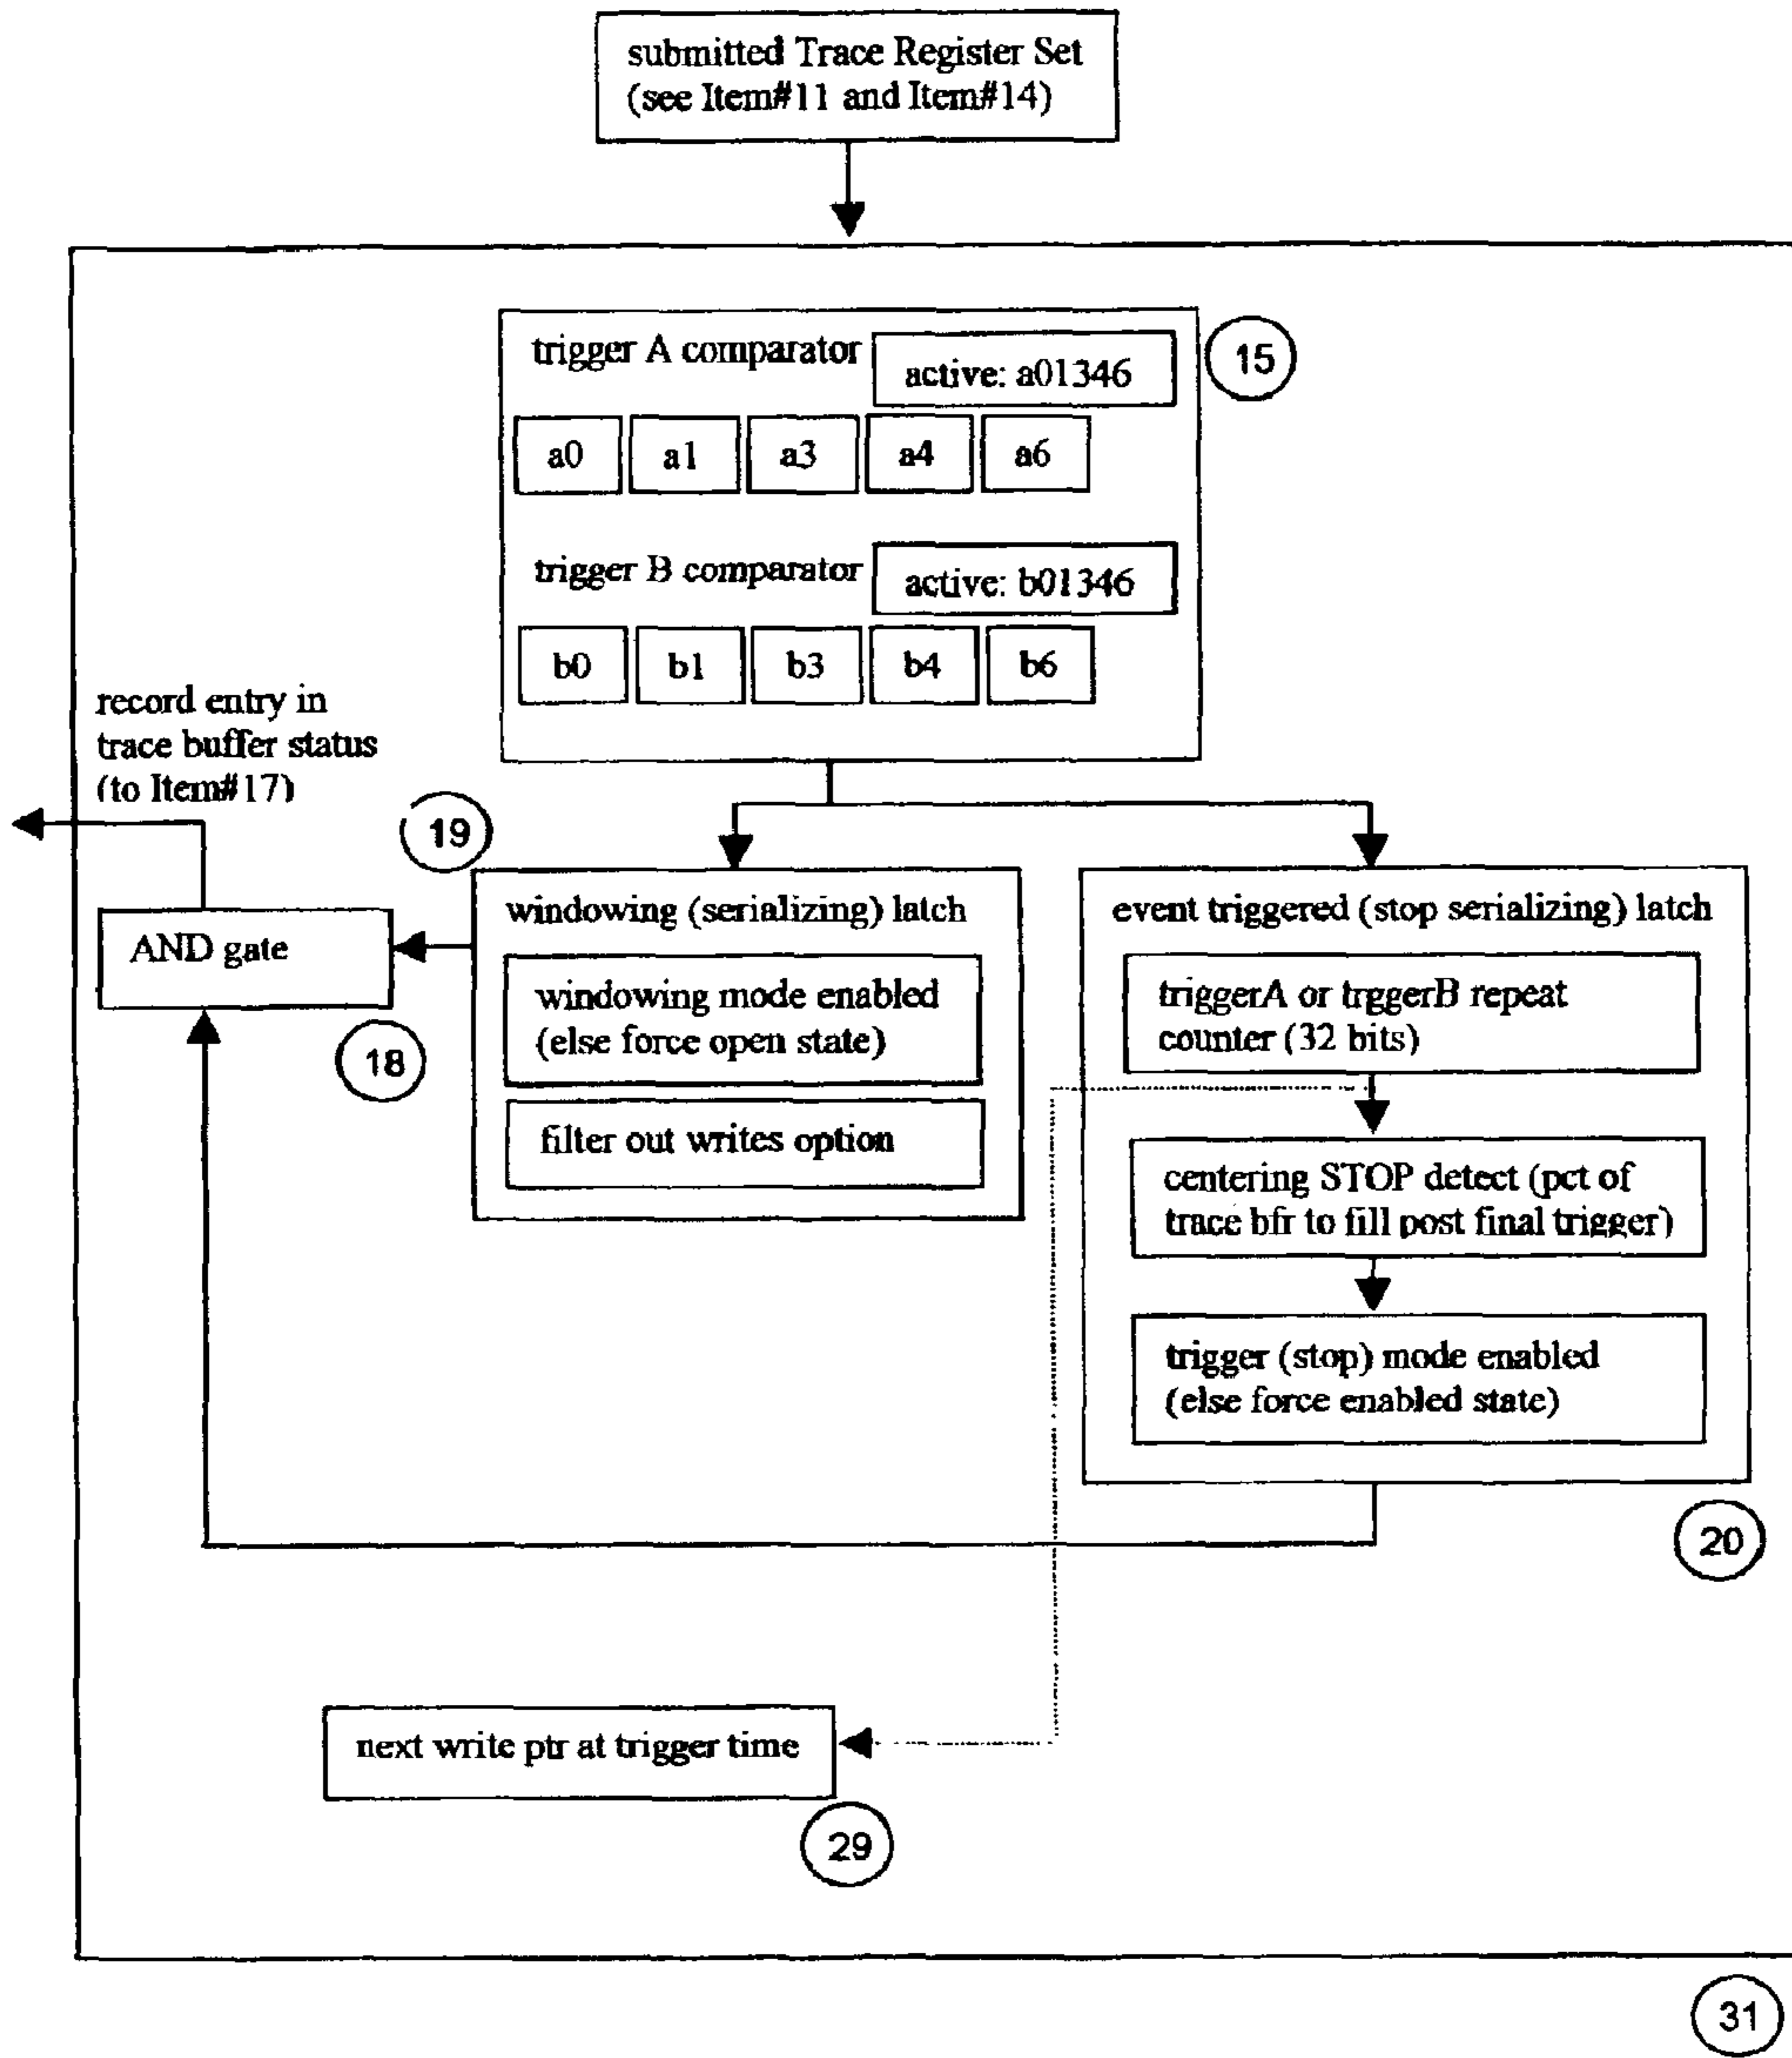 submitted Trace Register Set
(see Item#11 and Item#14)
trigger A comparator
active: a01346
15
a0 a1 a3 a4 a6
trigger B comparator
active: b01346
b0 b1 b3 b4 b6
record entry in
trace buffer status
(to Item#17)
19
AND gate
18
windowing (serializing) latch
windowing mode enabled
(else force open state)
filter out writes option
event triggered (stop serializing) latch
triggerA or trggerB repeat
counter (32 bits)
centering STOP detect (pct of
trace bfr to fill post final trigger)
trigger (stop) mode enabled
(else force enabled state)
20
next write ptr at trigger time
29
31